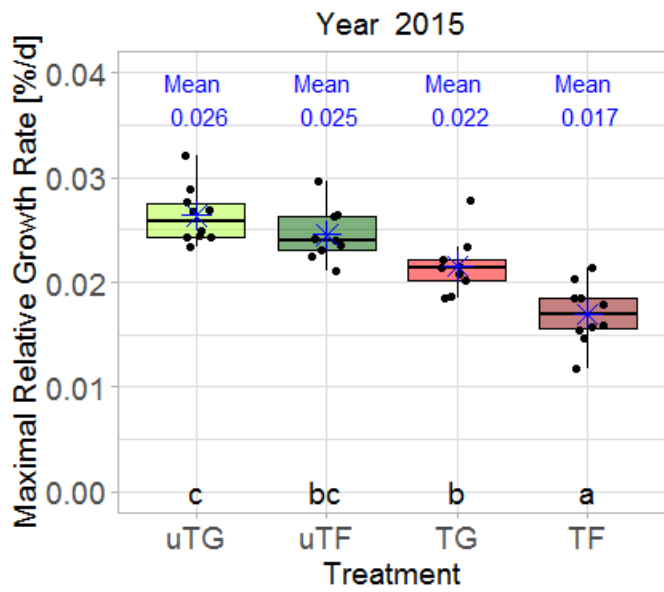 Year 2015
Maximal Relative Growth Rate [%/d]
0.04
0.03
0.02
0.01
0.00
Mean Mean Mean Mean
0.026 0.025 0.022 0.017
c bc b a
uTG uTF TG TF
Treatment